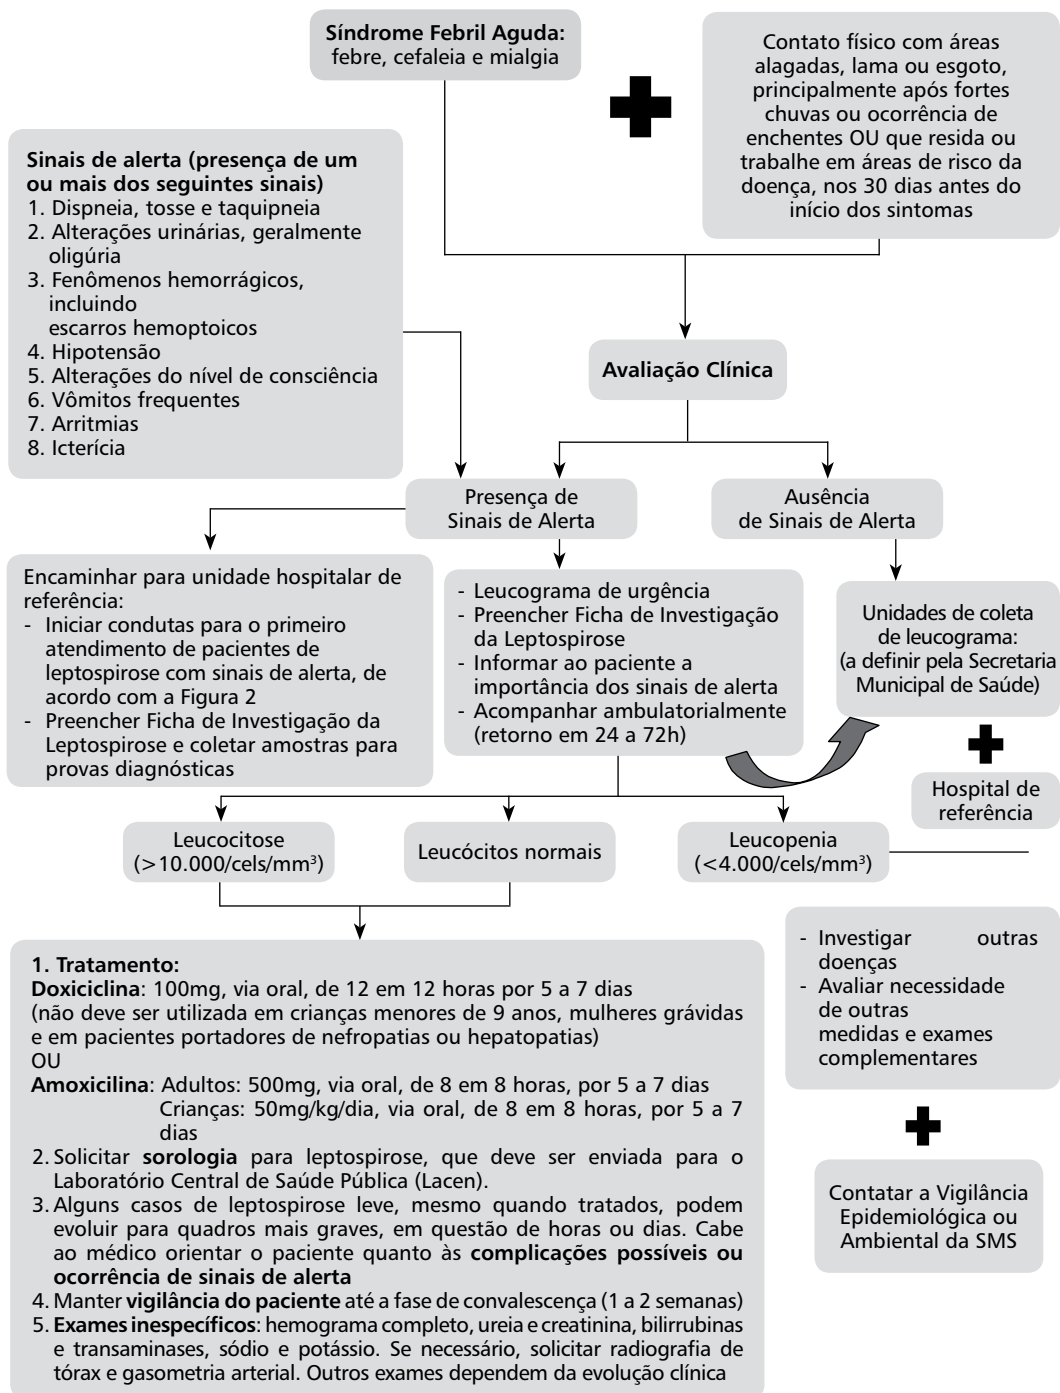 Síndrome Febril Aguda:
febre, cefaleia e mialgia
Contato físico com áreas
alagadas, lama ou esgoto,
principalmente após fortes
chuvas ou ocorrência de
enchentes OU que resida ou
trabalhe em áreas de risco da
doença, nos 30 dias antes do
início dos sintomas
Sinais de alerta (presença de um
ou mais dos seguintes sinais)
1. Dispneia, tosse e taquipneia
2. Alterações urinárias, geralmente
oligúria
3. Fenômenos hemorrágicos,
incluindo
escarros hemoptoicos
4. Hipotensão
5. Alterações do nível de consciência
6. Vômitos frequentes
7. Arritmias
8. Icterícia
Avaliação Clínica
Presença de
Sinais de Alerta
Ausência
de Sinais de Alerta
Encaminhar para unidade hospitalar de
referência:
- Iniciar condutas para o primeiro
atendimento de pacientes de
leptospirose com sinais de alerta, de
acordo com a Figura 2
- Preencher Ficha de Investigação da
Leptospirose e coletar amostras para
provas diagnósticas
- Leucograma de urgência
- Preencher Ficha de Investigação
da Leptospirose
- Informar ao paciente a
importância dos sinais de alerta
- Acompanhar ambulatorialmente
(retorno em 24 a 72h)
Unidades de coleta
de leucograma:
(a definir pela Secretaria
Municipal de Saúde)
Hospital de
referência
Leucocitose
(>10.000/cels/mm³)
Leucócitos normais
Leucopenia
(<4.000/cels/mm³)
1. Tratamento:
Doxiciclina: 100mg, via oral, de 12 em 12 horas por 5 a 7 dias
(não deve ser utilizada em crianças menores de 9 anos, mulheres grávidas
e em pacientes portadores de nefropatias ou hepatopatias)
OU
Amoxicilina: Adultos: 500mg, via oral, de 8 em 8 horas, por 5 a 7 dias
Crianças: 50mg/kg/dia, via oral, de 8 em 8 horas, por 5 a 7
dias
2. Solicitar sorologia para leptospirose, que deve ser enviada para o
Laboratório Central de Saúde Pública (Lacen).
3. Alguns casos de leptospirose leve, mesmo quando tratados, podem
evoluir para quadros mais graves, em questão de horas ou dias. Cabe
ao médico orientar o paciente quanto às complicações possíveis ou
ocorrência de sinais de alerta
4. Manter vigilância do paciente até a fase de convalescença (1 a 2 semanas)
5. Exames inespecíficos: hemograma completo, ureia e creatinina, bilirrubinas
e transaminases, sódio e potássio. Se necessário, solicitar radiografia de
tórax e gasometria arterial. Outros exames dependem da evolução clínica
- Investigar outras
doenças
- Avaliar necessidade
de outras
medidas e exames
complementares
Contatar a Vigilância
Epidemiológica ou
Ambiental da SMS